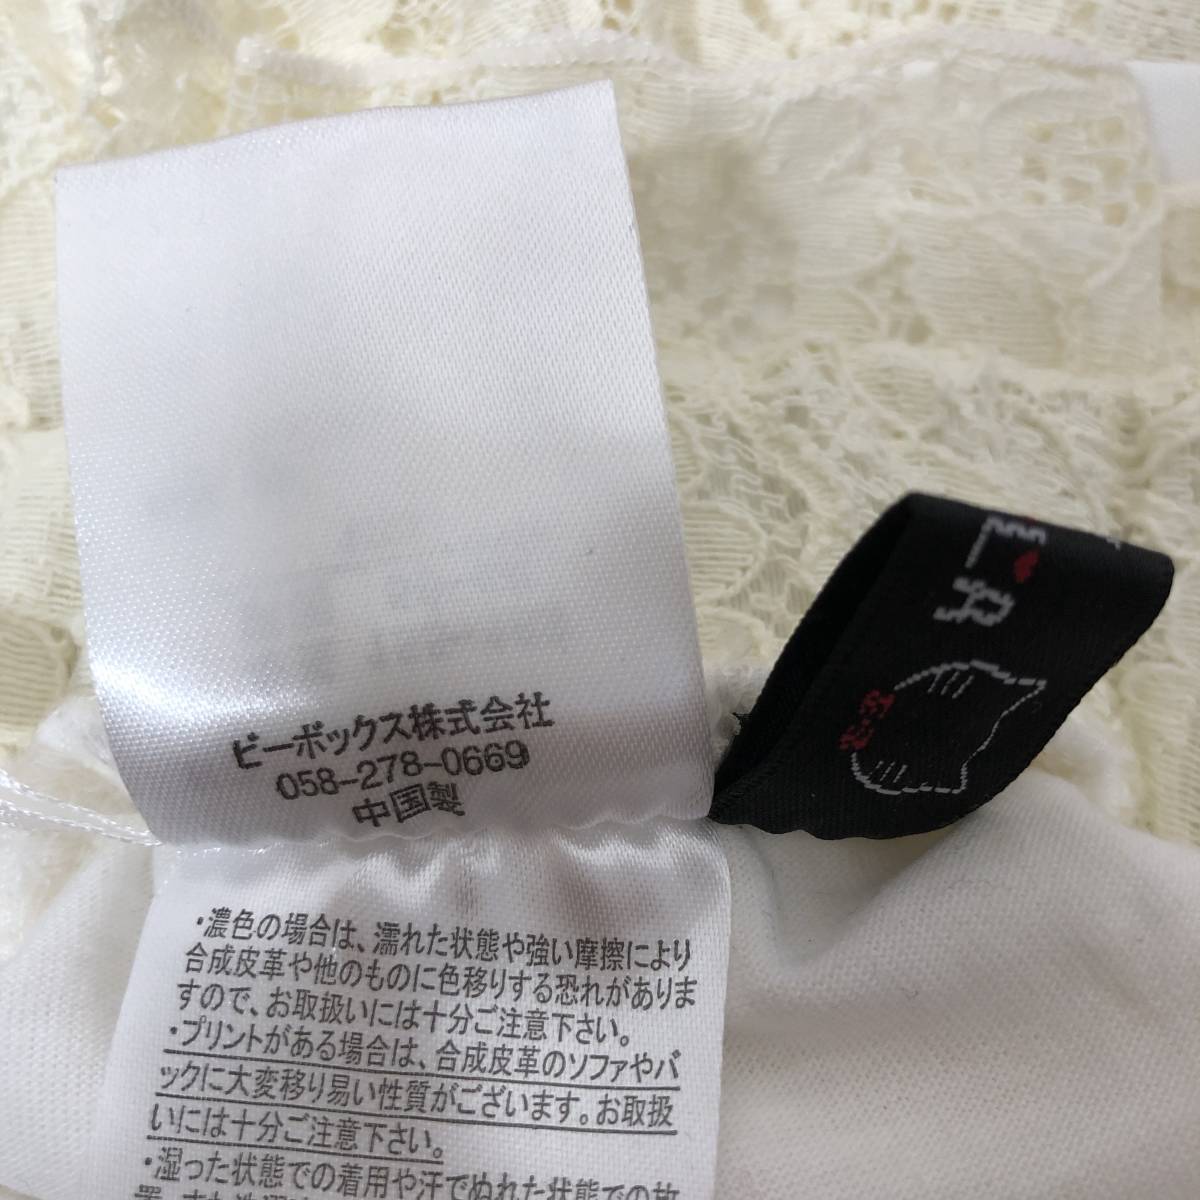 ビーボックス株式会社
058-278-0669
中国製
・濃色の場合は、濡れた状態や強い摩擦により
合成皮革や他のものに色移りする恐れがありま
すので、お取扱いには十分ご注意下さい。
・プリントがある場合は、合成皮革のソファやバ
ックに大変移り易い性質がございます。お取扱
いには十分ご注意下さい。
・湿った状態での着用や汗でぬれた状態での放